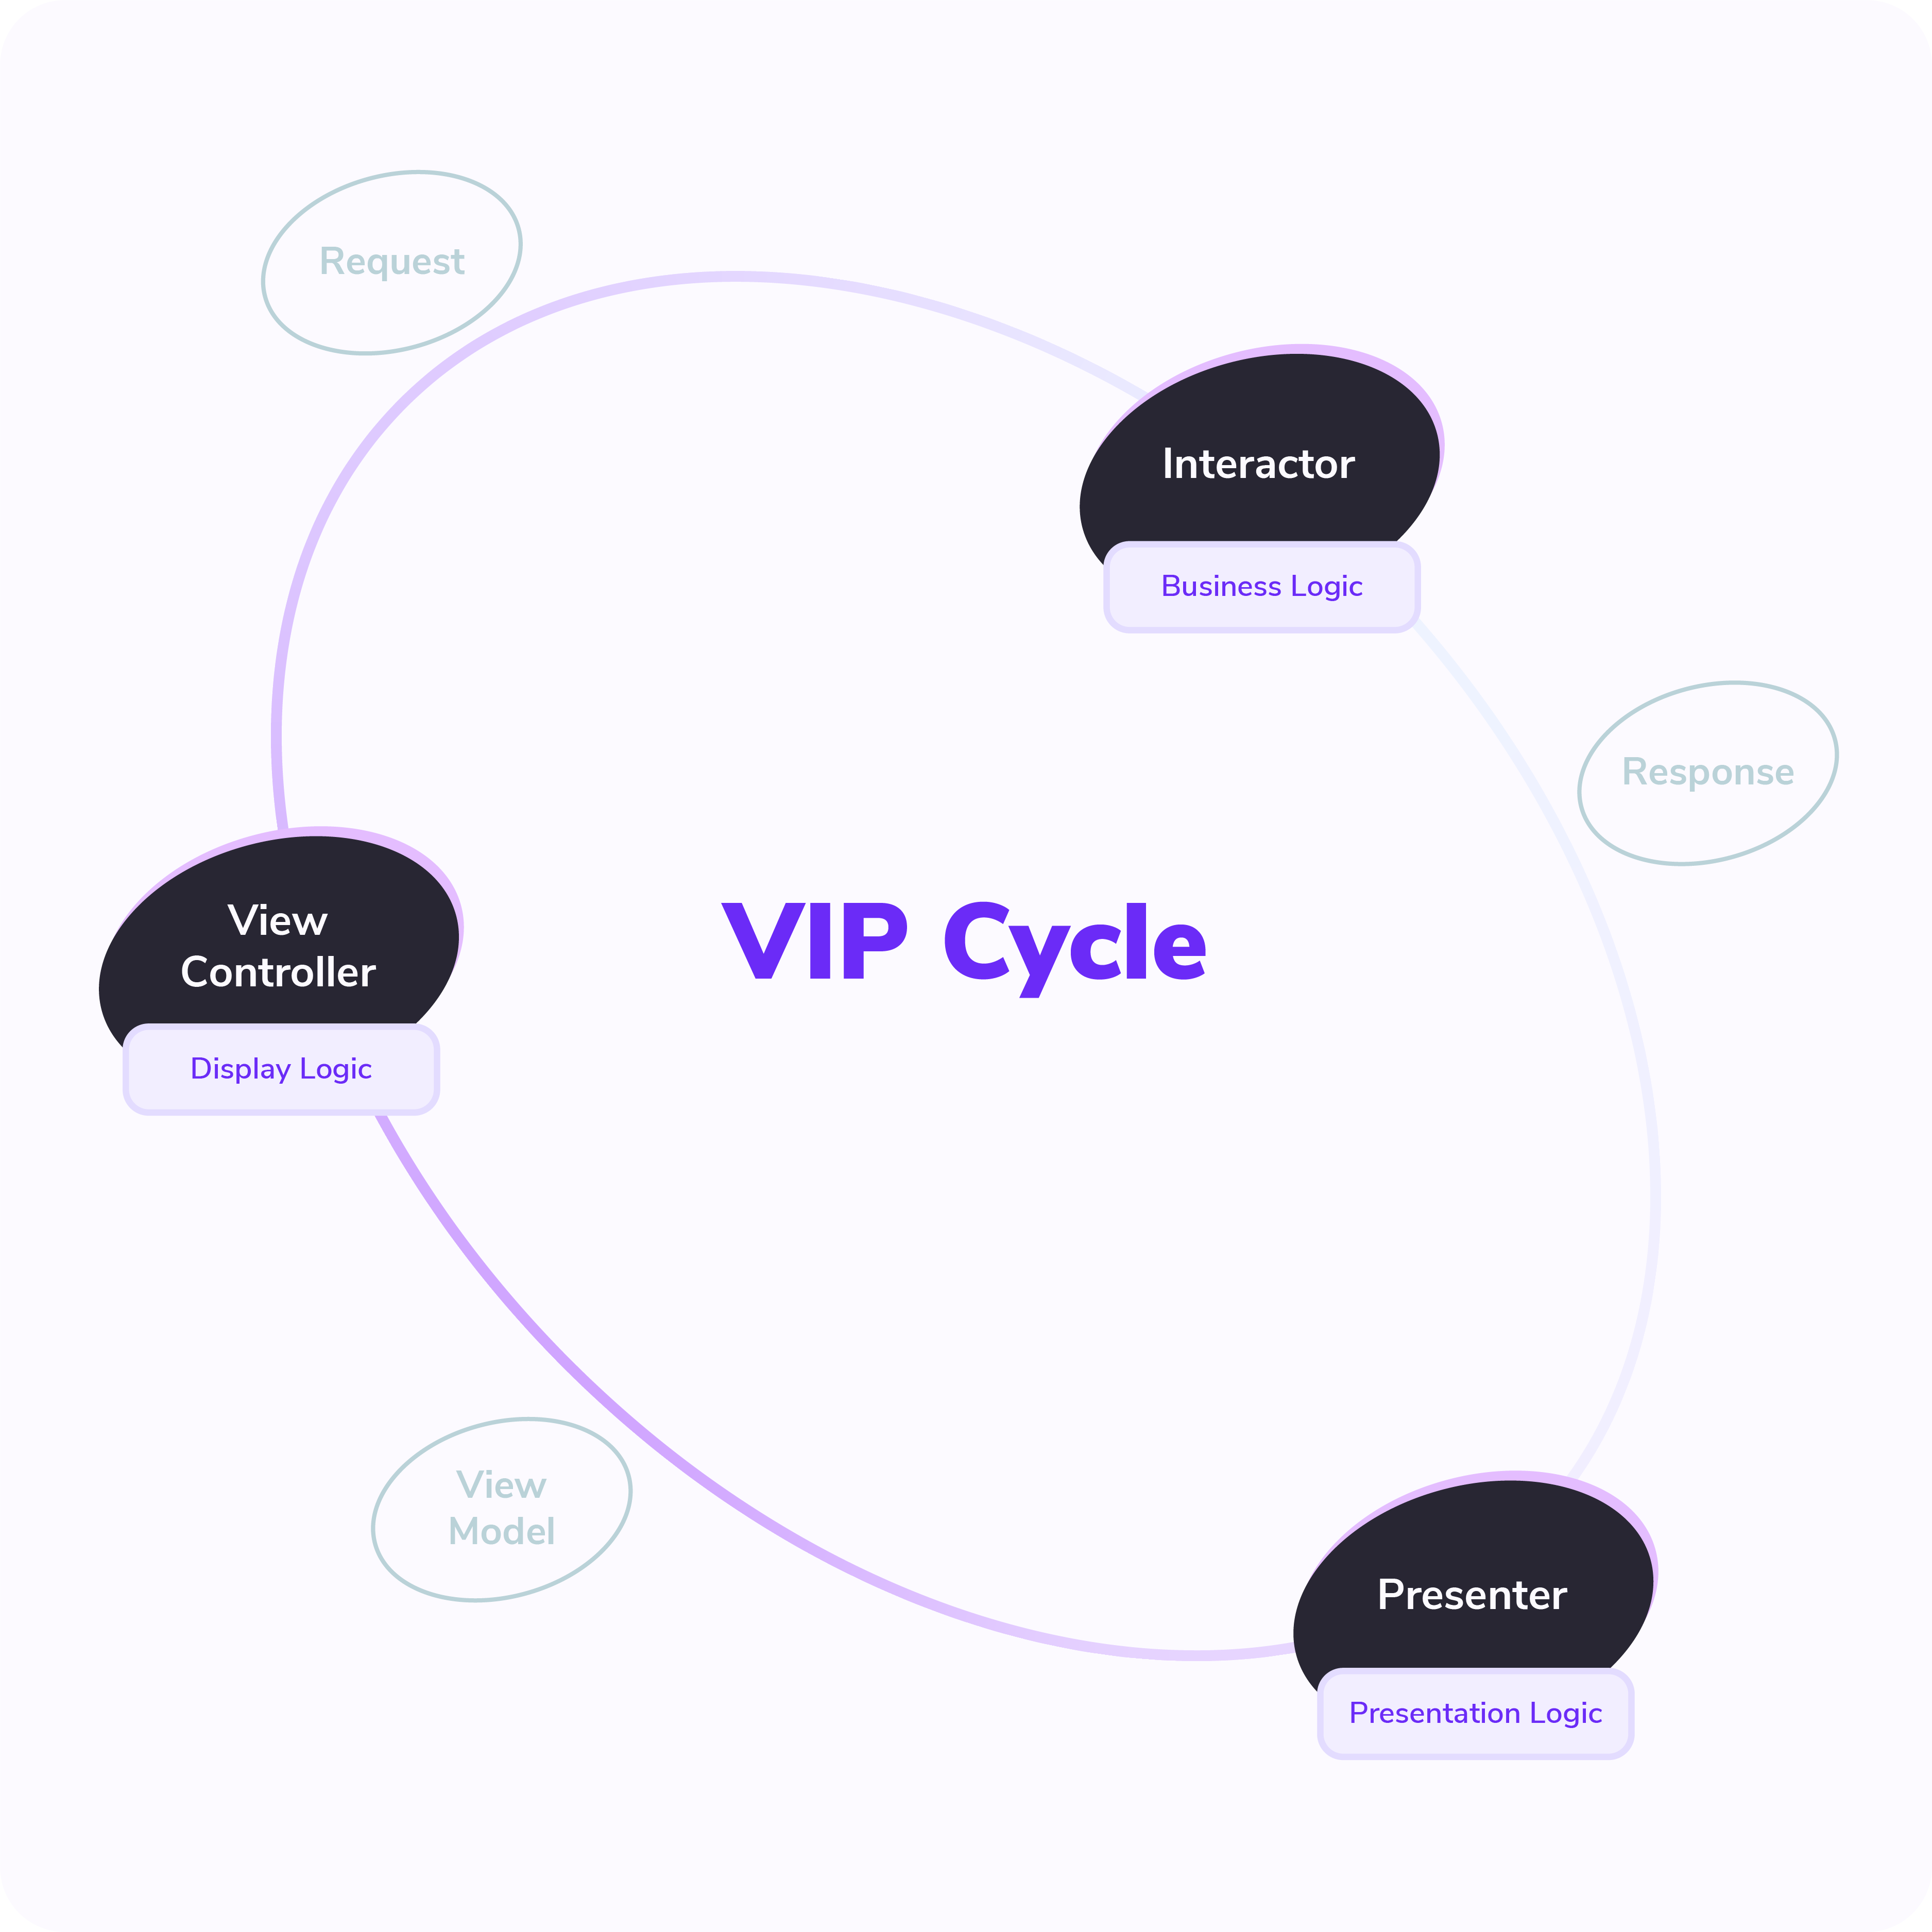 Request
Interactor
Business Logic
Response
View
Controller
Display Logic
VIP Cycle
View
Model
Presenter
Presentation Logic